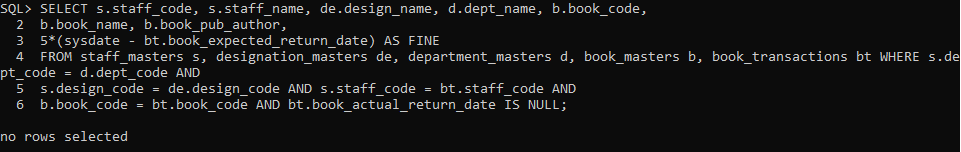 SQL> SELECT s.staff_code, s.staff_name, de.design_name, d.dept_name, b.book_code,
2 b.book_name, b.book_pub_author,
3 5*(sysdate - bt.book_expected_return_date) AS FINE
4 FROM staff_masters s, designation_masters de, department_masters d, book_masters b, book_transactions bt WHERE s.de
pt_code = d.dept_code AND
5 s.design_code = de.design_code AND s.staff_code = bt.staff_code AND
6 b.book_code = bt.book_code AND bt.book_actual_return_date IS NULL;
no rows selected